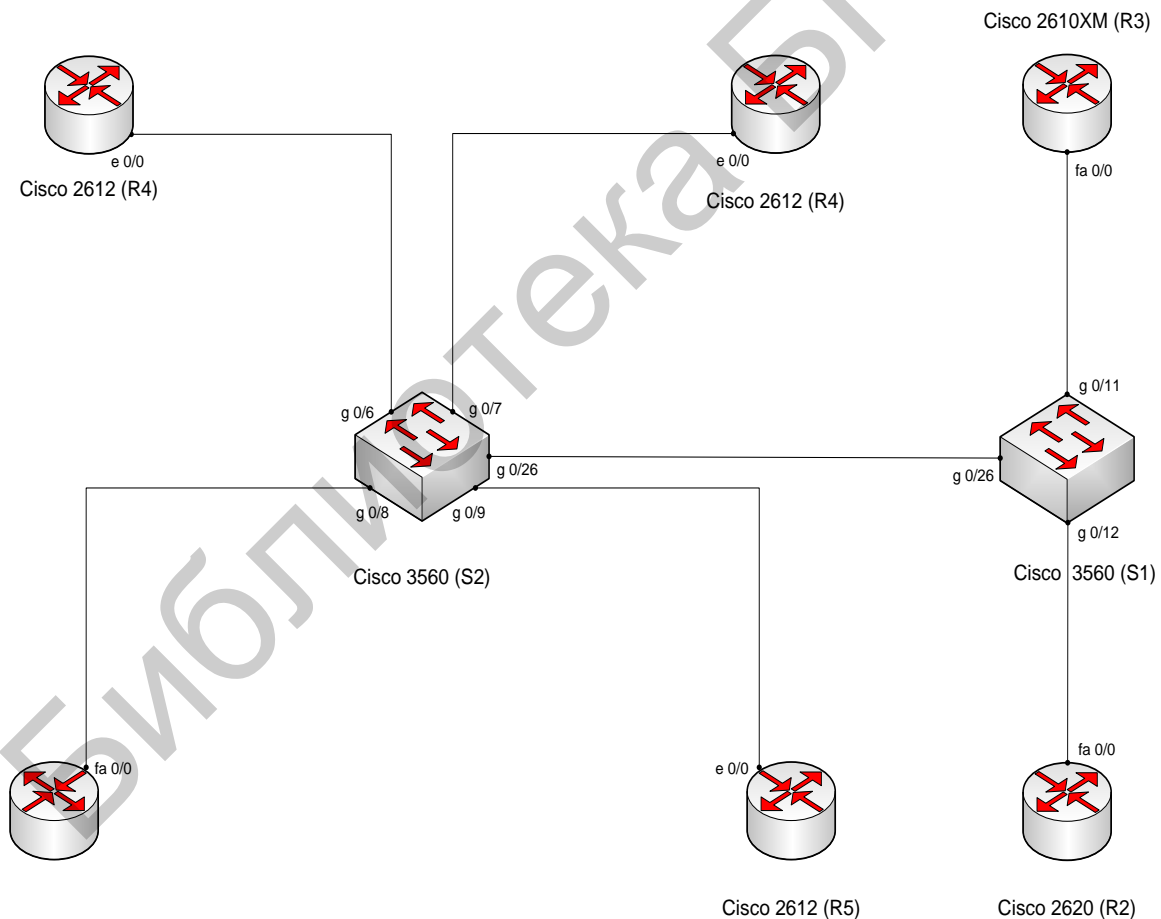 Cisco 2610XM (R3)
e 0/0
Cisco 2612 (R4)
e 0/0
Cisco 2612 (R4)
fa 0/0
g 0/6
g 0/7
g 0/26
g 0/8
g 0/9
Cisco 3560 (S2)
g 0/11
g 0/26
g 0/12
Cisco 3560 (S1)
fa 0/0
e 0/0
Cisco 2612 (R5)
fa 0/0
Cisco 2620 (R2)
Библиотека